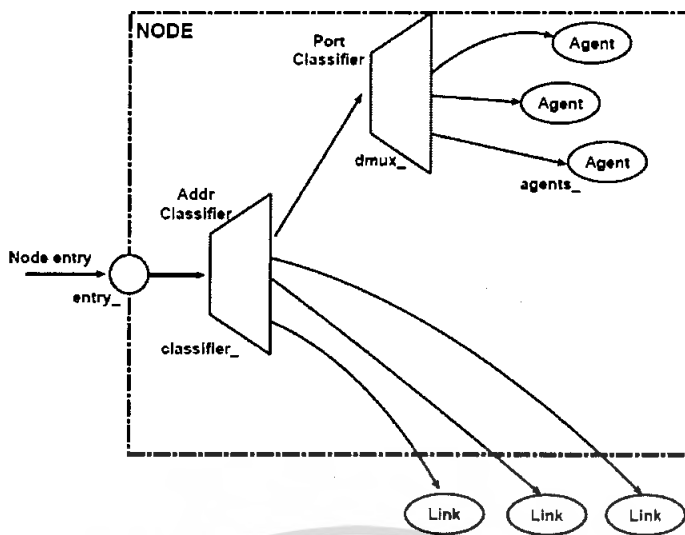 NODE
Port
Classifier
Agent
Agent
Agent
dmux_
agents_
Addr
Classifier
Node entry
entry_
classifier_
Link
Link
Link